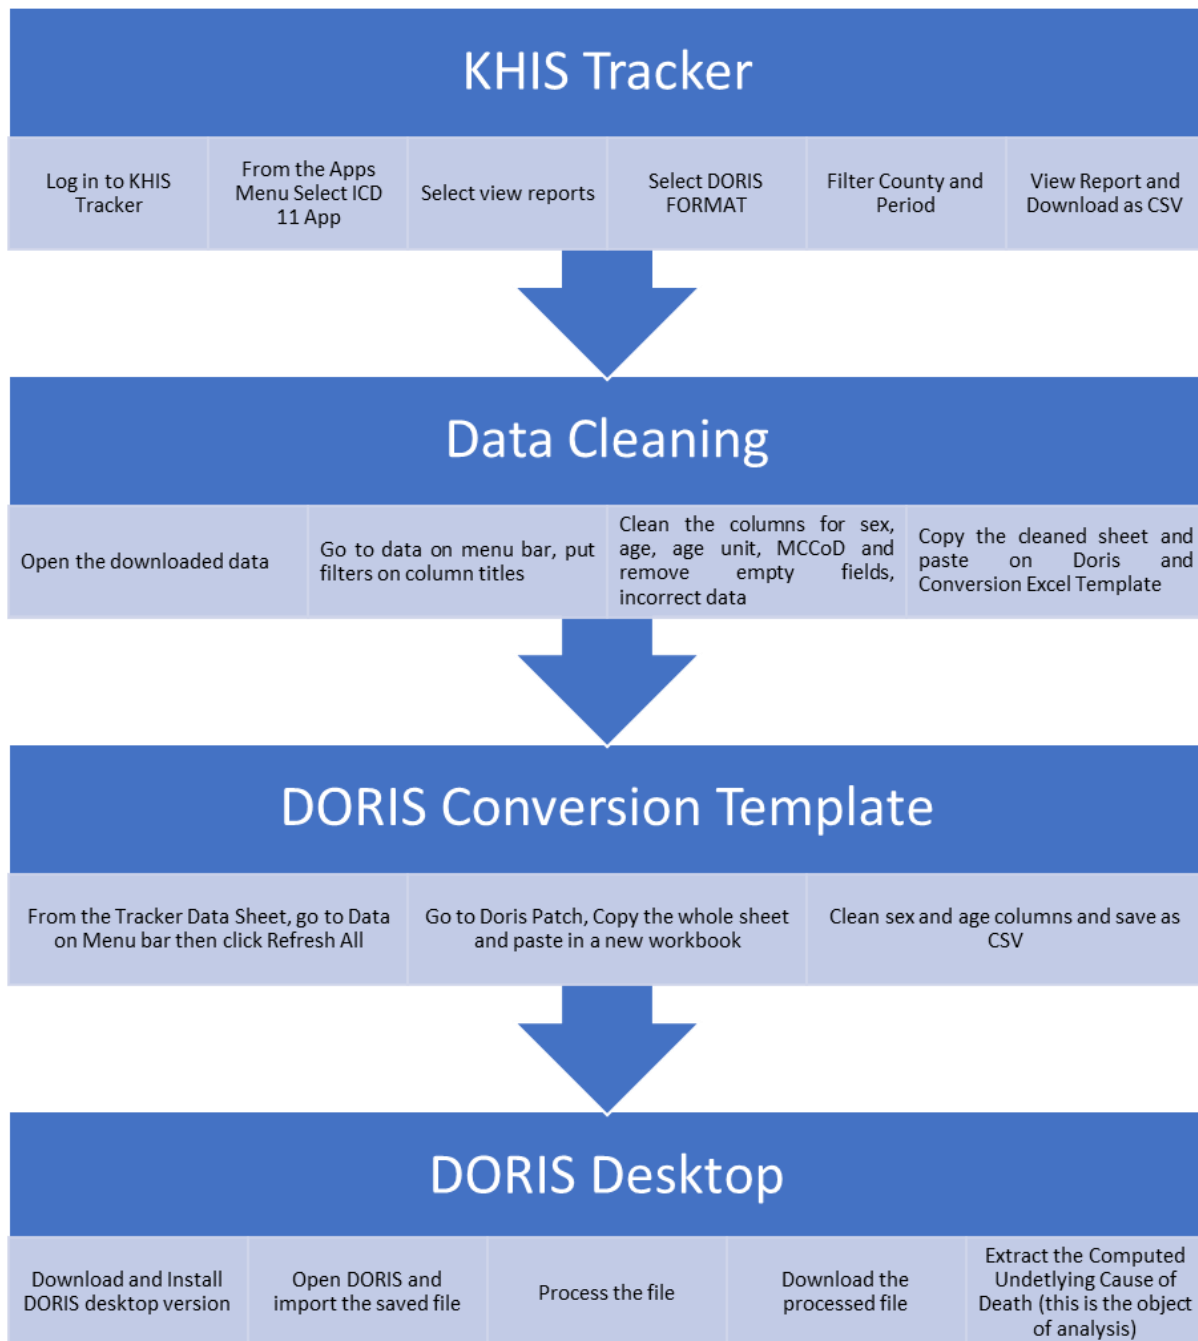 KHIS Tracker
Log in to KHIS
Tracker
From the Apps
Menu Select ICD
11 App
Select view reports
Select DORIS
FORMAT
Filter County and
Period
View Report and
Download as CSV
Data Cleaning
Open the downloaded data
Go to data on menu bar, put
filters on column titles
Clean the columns for sex,
age, age unit, MCCoD and
remove empty fields,
incorrect data
Copy the cleaned sheet and
paste on Doris and
Conversion Excel Template
DORIS Conversion Template
From the Tracker Data Sheet, go to Data
on Menu bar then click Refresh All
Go to Doris Patch, Copy the whole sheet
and paste in a new workbook
Clean sex and age columns and save as
CSV
DORIS Desktop
Download and Install
DORIS desktop version
Open DORIS and
import the saved file
Process the file
Download the
processed file
Extract the Computed
Undetlying Cause of
Death (this is the object
of analysis)